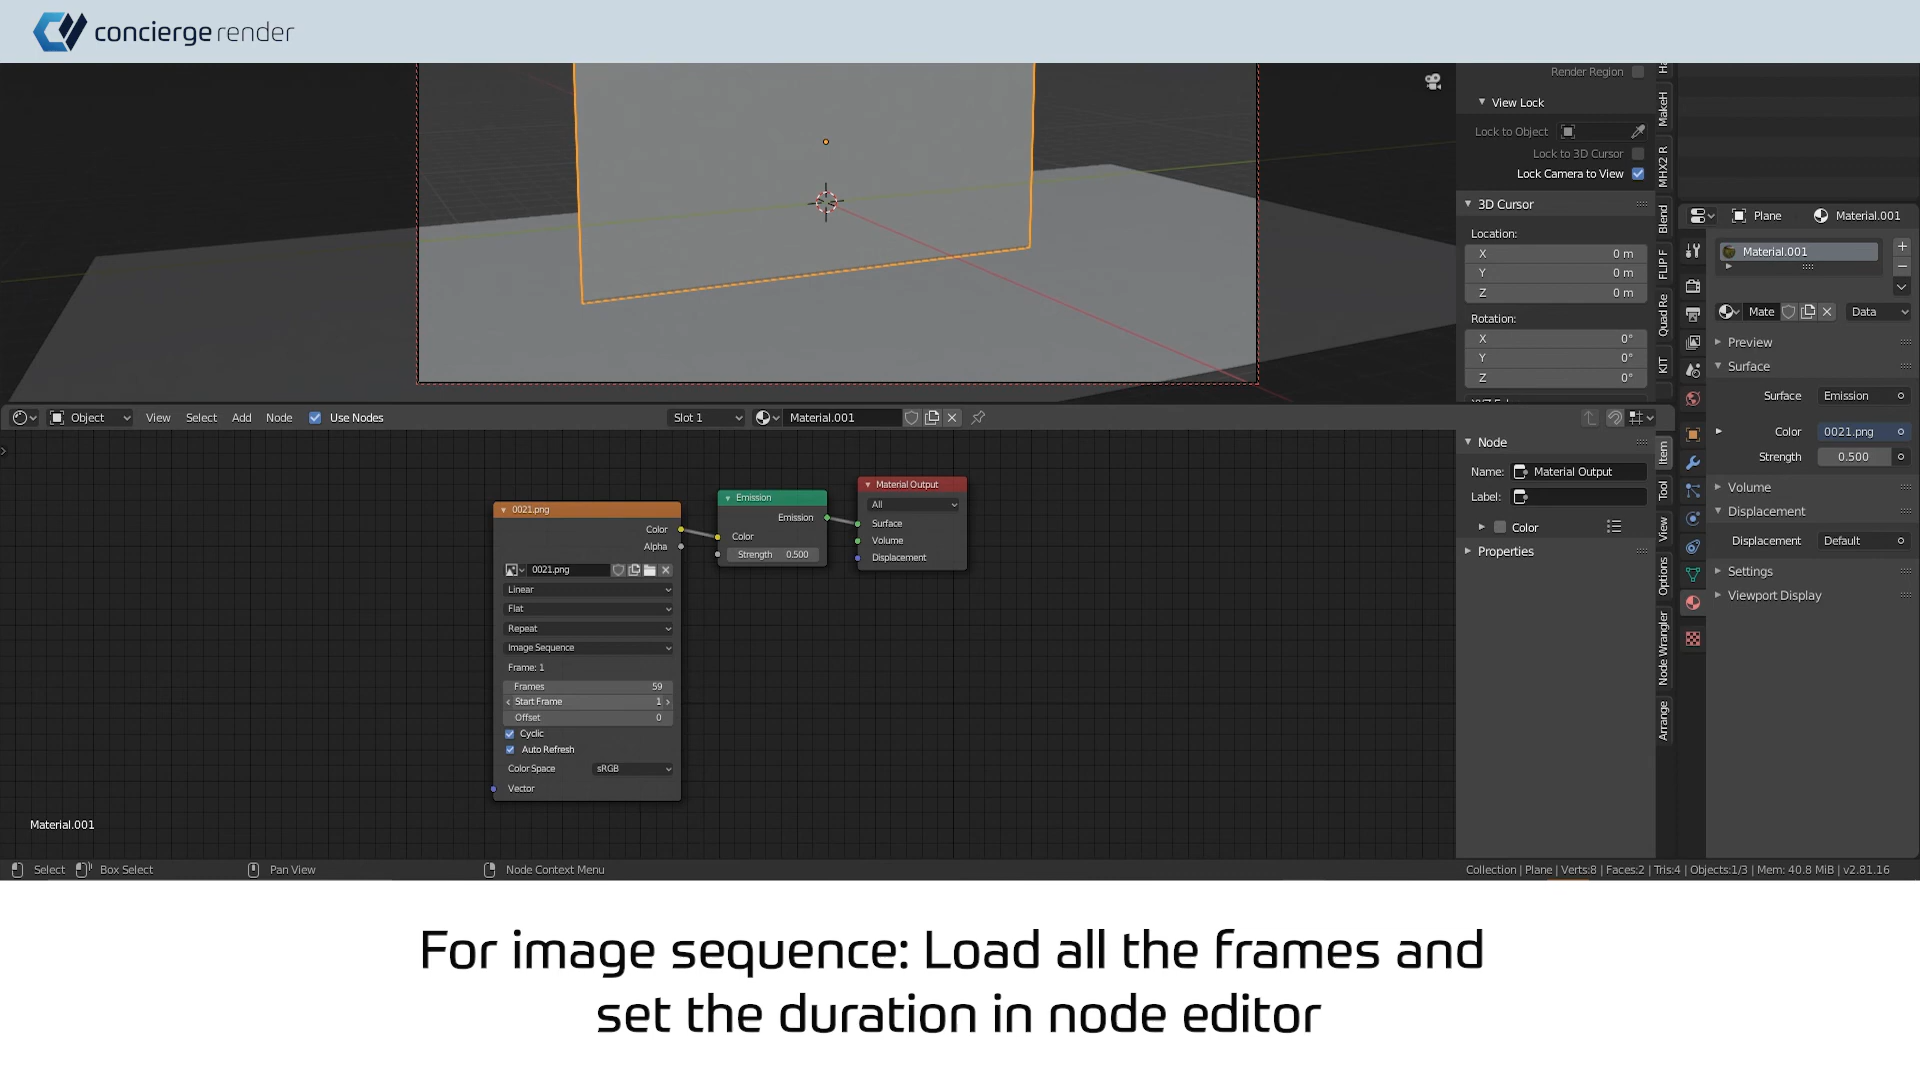 concierge render
Render Region
View Lock
Lock to Object
Lock to 3D Cursor
Lock Camera to View
3D Cursor
Location:
X 0 m
Y 0 m
Z 0 m
Rotation:
X 0°
Y 0°
Z 0°
MakeH
MHX2 R
Blend
FLIP F
Quad Re
KIT
Plane Material.001
Material.001
Mate Data
Preview
Surface
Surface Emission
Color 0021.png
Strength 0.500
Volume
Displacement
Displacement Default
Settings
Viewport Display
Object View Select Add Node Use Nodes Slot 1 Material.001
Node
Name: Material Output
Label:
Color
Properties
Item
Tool
View
Options
Node Wrangler
Arrange
0021.png
Color
Alpha
0021.png
Linear
Flat
Repeat
Image Sequence
Frame: 1
Frames 59
Start Frame 1
Offset 0
Cyclic
Auto Refresh
Color Space sRGB
Vector
Emission
Emission
Color
Strength 0.500
Material Output
All
Surface
Volume
Displacement
Material.001
Select Box Select Pan View Node Context Menu Collection | Plane | Verts:8 | Faces:2 | Tris:4 | Objects:1/3 | Mem: 40.8 MiB | v2.81.16
For image sequence: Load all the frames and
set the duration in node editor